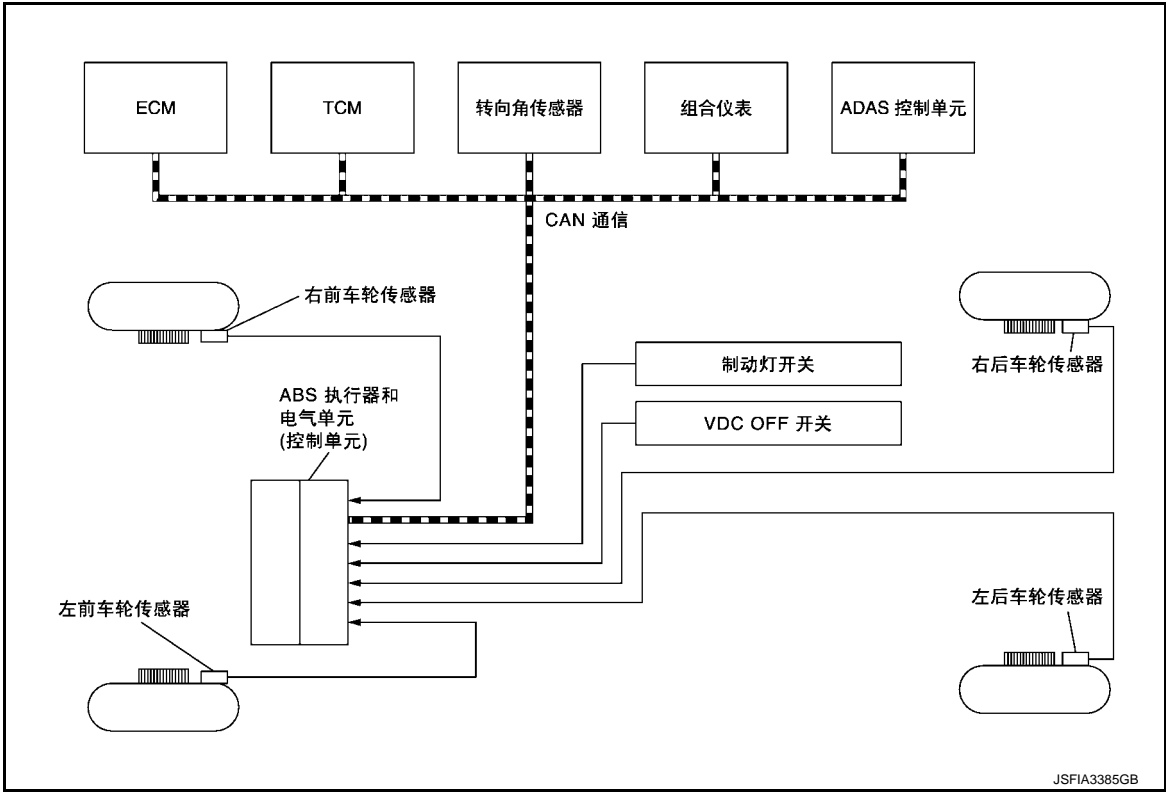 ECM
TCM
转向角传感器
组合仪表
ADAS 控制单元
CAN 通信
右前车轮传感器
制动灯开关
右后车轮传感器
ABS 执行器和
电气单元
(控制单元)
VDC OFF 开关
左前车轮传感器
左后车轮传感器
JSFIA3385GB